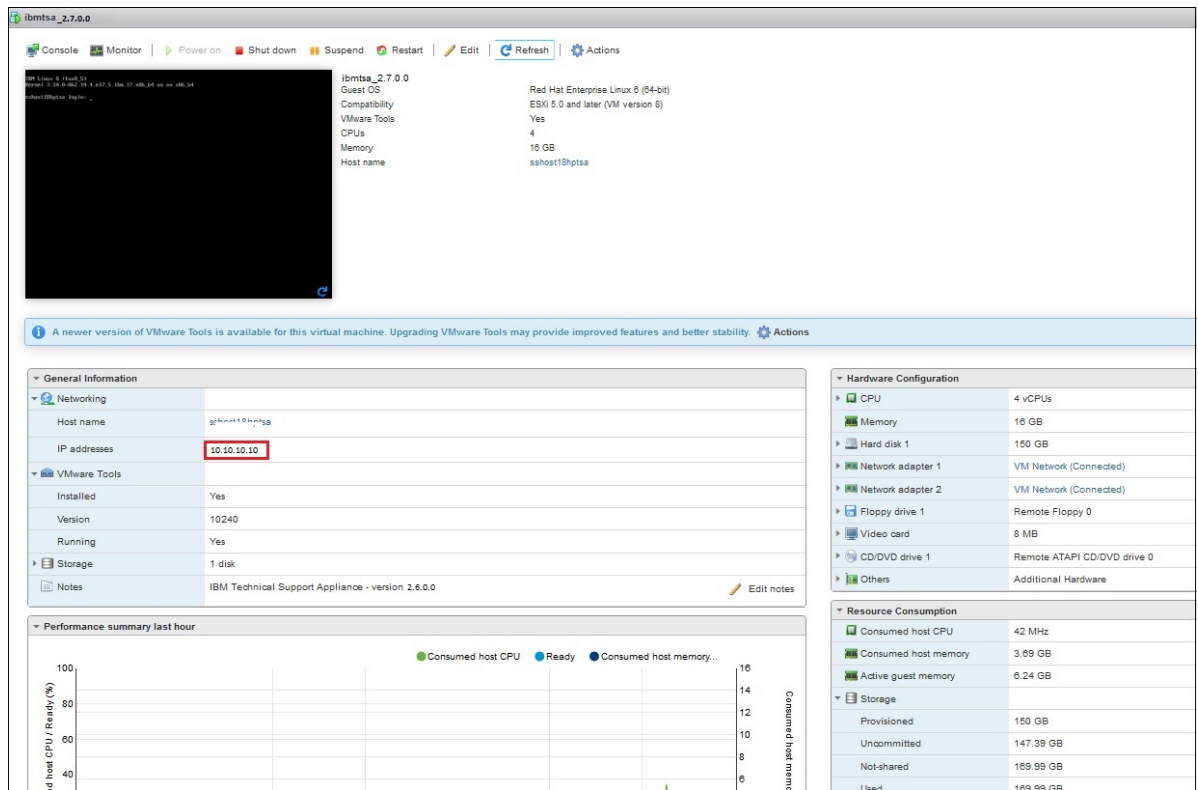 ibmtsa_2.7.0.0
Console Monitor Power on Shut down Suspend Restart Edit Refresh Actions
sshost18hptsa login: _
ibmtsa_2.7.0.0
Guest OS Red Hat Enterprise Linux 6 (64-bit)
Compatibility ESXi 5.0 and later (VM version 8)
VMware Tools Yes
CPUs 4
Memory 16 GB
Host name sshost18hptsa
A newer version of VMware Tools is available for this virtual machine. Upgrading VMware Tools may provide improved features and better stability. Actions
General Information
Networking
Host name
IP addresses 10.10.10.10
VMware Tools
Installed Yes
Version 10240
Running Yes
Storage 1 disk
Notes IBM Technical Support Appliance - version 2.6.0.0 Edit notes
Performance summary last hour
Consumed host CPU Ready Consumed host memory...
100
80
60
40
16
14
12
10
8
6
Hardware Configuration
CPU 4 vCPUs
Memory 16 GB
Hard disk 1 150 GB
Network adapter 1 VM Network (Connected)
Network adapter 2 VM Network (Connected)
Floppy drive 1 Remote Floppy 0
Video card 8 MB
CD/DVD drive 1 Remote ATAPI CD/DVD drive 0
Others Additional Hardware
Resource Consumption
Consumed host CPU 42 MHz
Consumed host memory 3.69 GB
Active guest memory 6.24 GB
Storage
Provisioned 150 GB
Uncommitted 147.39 GB
Not-shared 169.99 GB
Used 169.99 GB